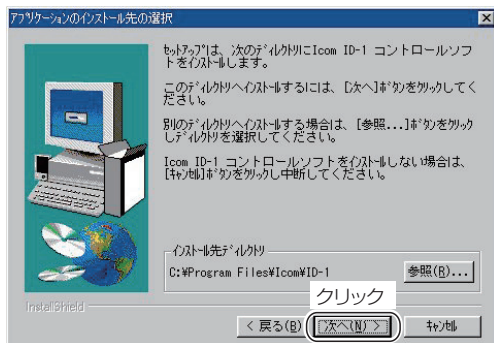 アプリケーションのインストール先の選択
セットアップは、次のディレクトリにIcom ID-1 コントロールソフ
トをインストールします。
このディレクトリへインストールするには、[次へ]ボタンをクリックしてく
ださい。
別のディレクトリへインストールする場合は、[参照...]ボタンをクリック
しディレクトリを選択してください。
Icom ID-1 コントロールソフトをインストールしない場合は、
[キャンセル]ボタンをクリックし中断してください。
インストール先ディレクトリ
C:¥Program Files¥Icom¥ID-1
参照(R)...
クリック
InstallShield
< 戻る(B)
次へ(N) >
キャンセル